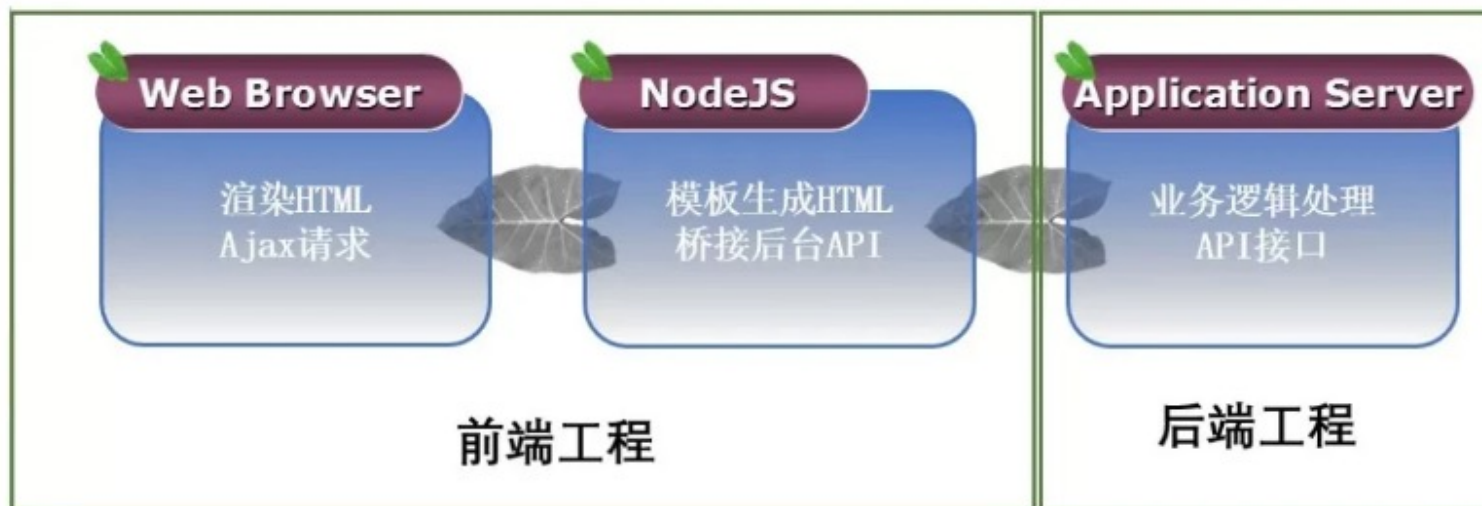 Web Browser
渲染HTML
Ajax请求
NodeJS
模板生成HTML
桥接后台API
Application Server
业务逻辑处理
API接口
前端工程
后端工程